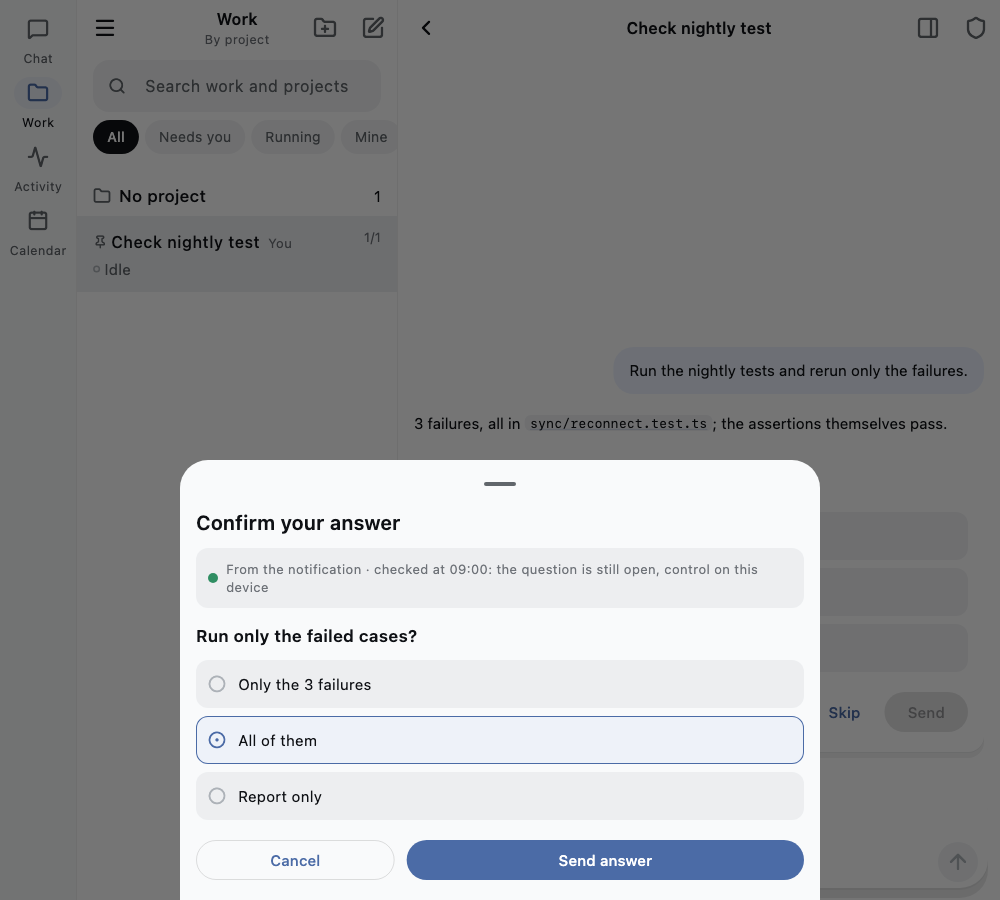 Chat
Work
Activity
Calendar
Work
By project
Search work and projects
All
Needs you
Running
Mine
No project
1
Check nightly test You
1/1
Idle
Check nightly test
Run the nightly tests and rerun only the failures.
3 failures, all in sync/reconnect.test.ts; the assertions themselves pass.
Skip
Send
Confirm your answer
From the notification · checked at 09:00: the question is still open, control on this
device
Run only the failed cases?
Only the 3 failures
All of them
Report only
Cancel
Send answer